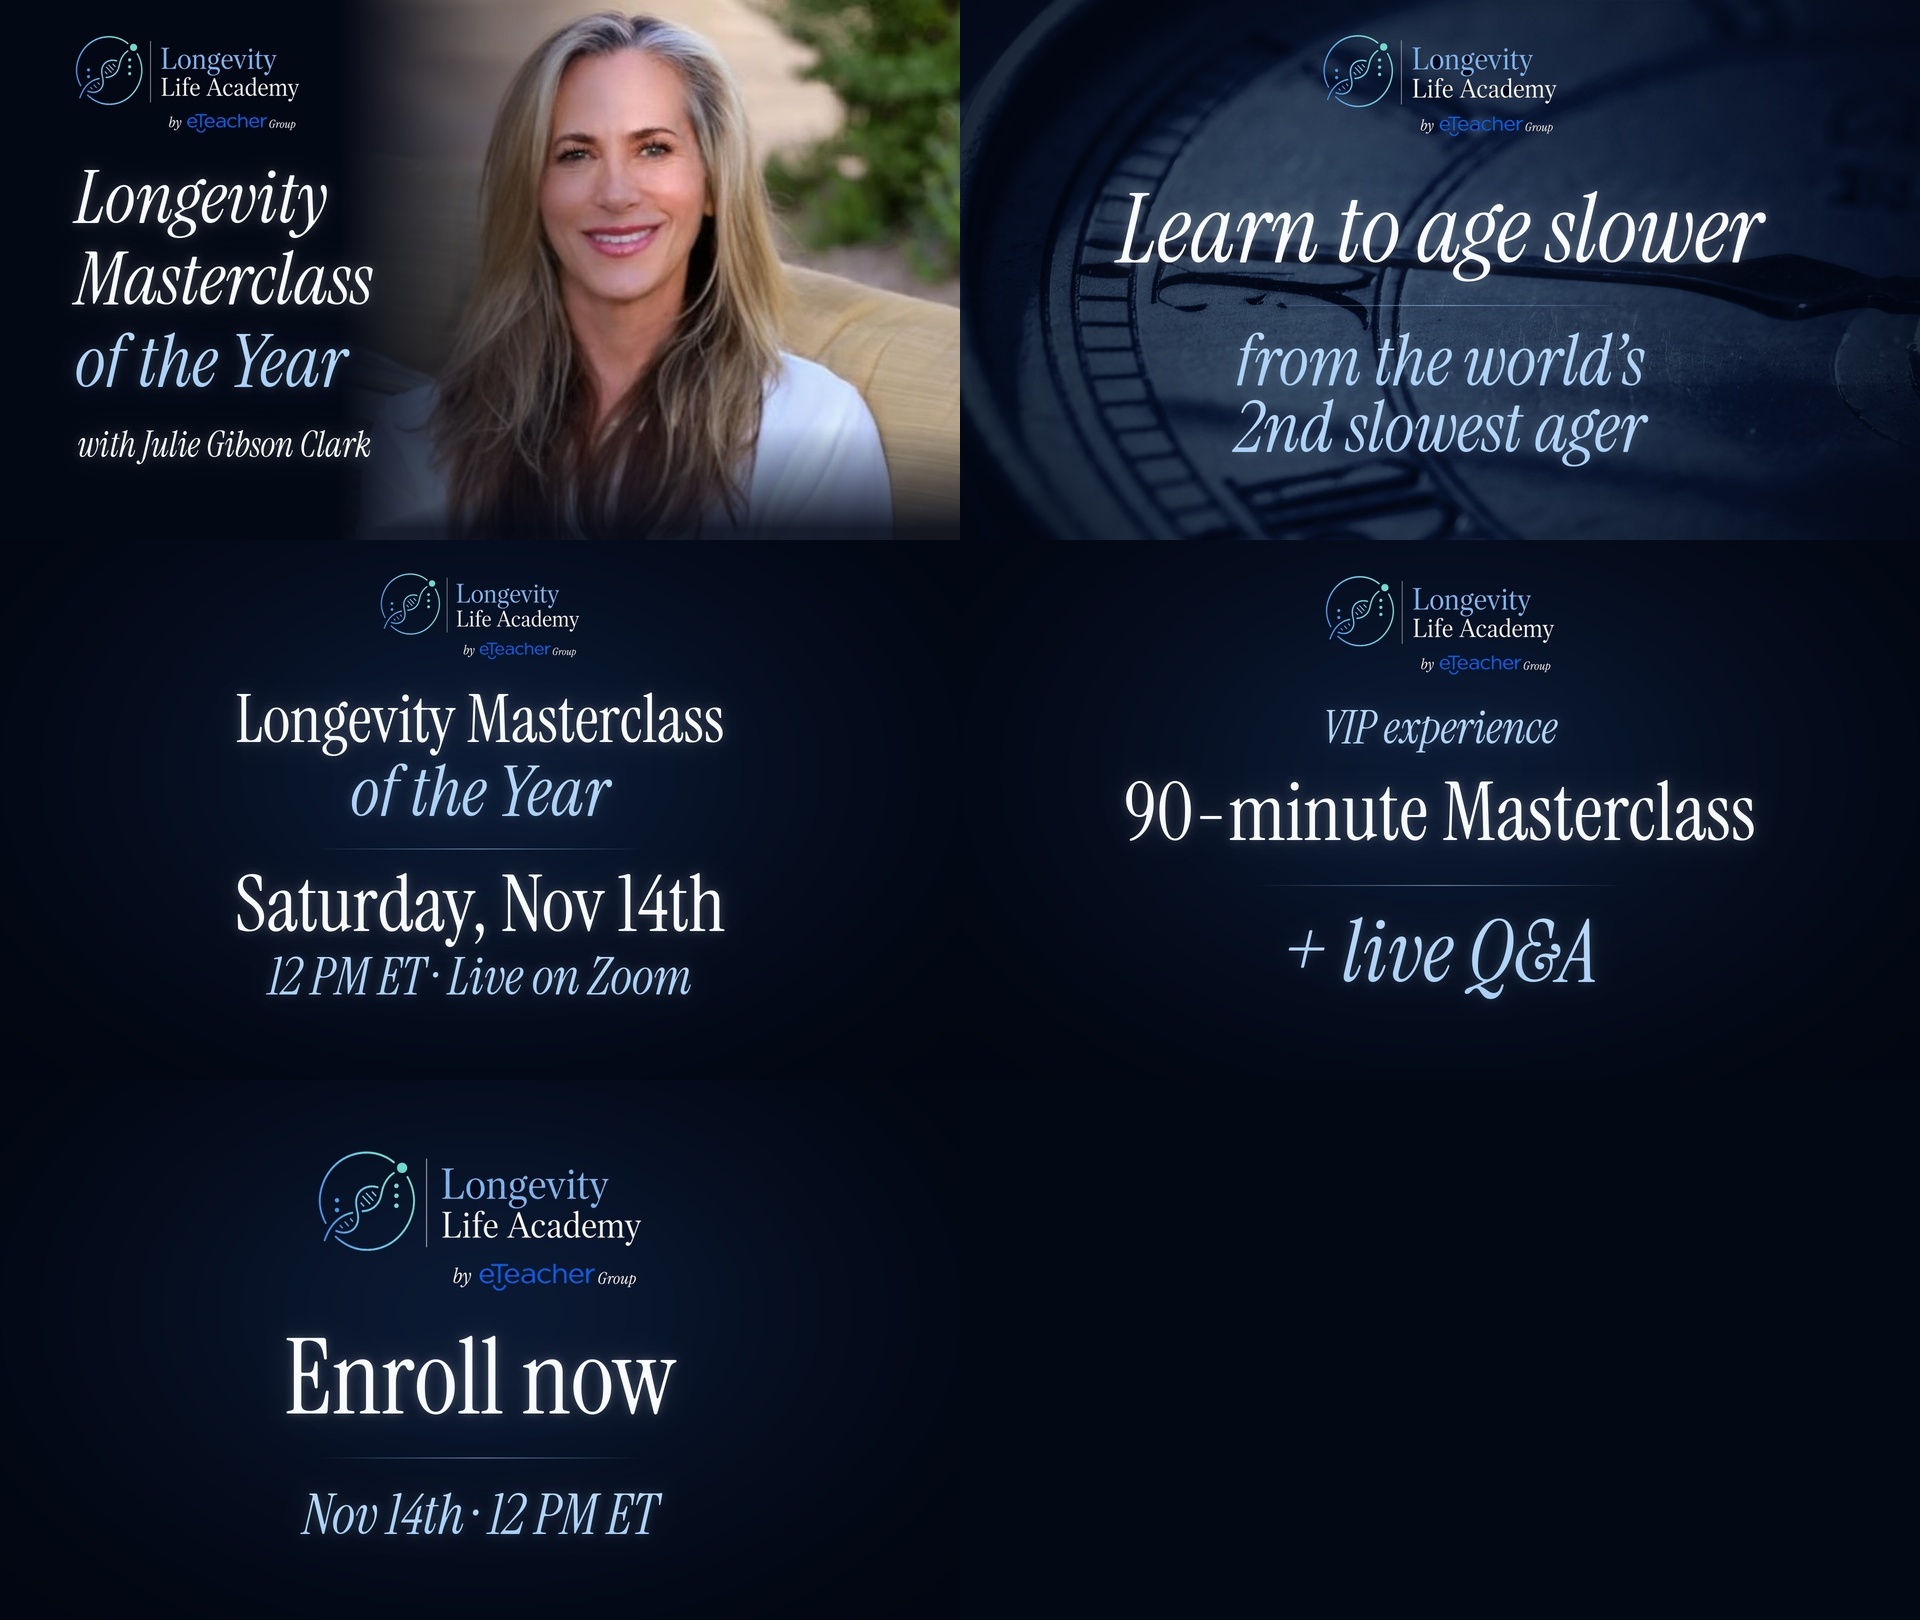 Longevity
Life Academy
by eTeacher Group
Longevity
Masterclass
of the Year
with Julie Gibson Clark
Longevity
Life Academy
by eTeacher Group
Learn to age slower
from the world's
2nd slowest ager
Longevity
Life Academy
by eTeacher Group
Longevity Masterclass
of the Year
Saturday, Nov 14th
12 PM ET · Live on Zoom
Longevity
Life Academy
by eTeacher Group
VIP experience
90-minute Masterclass
+ live Q&A
Longevity
Life Academy
by eTeacher Group
Enroll now
Nov 14th · 12 PM ET